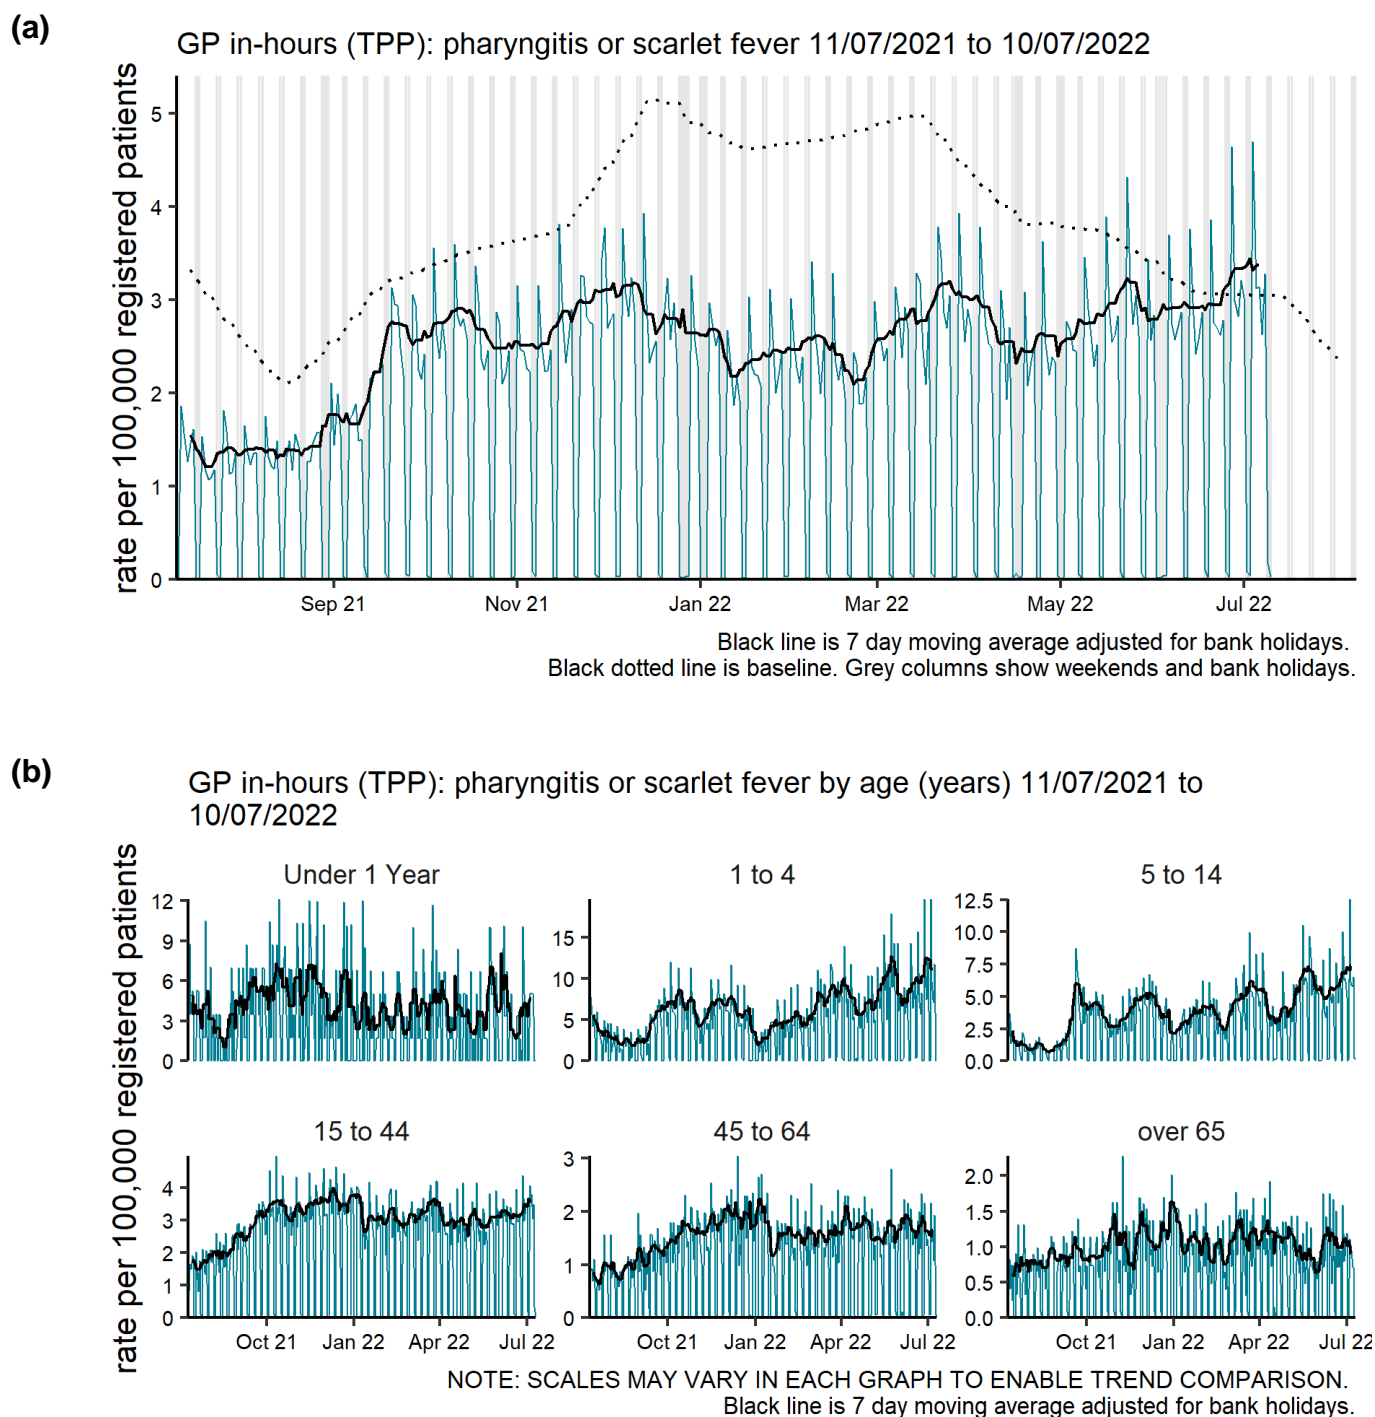 (a)
GP in-hours (TPP): pharyngitis or scarlet fever 11/07/2021 to 10/07/2022
rate per 100,000 registered patients
5
4
3
2
1
0
Sep 21 Nov 21 Jan 22 Mar 22 May 22 Jul 22
Black line is 7 day moving average adjusted for bank holidays.
Black dotted line is baseline. Grey columns show weekends and bank holidays.
(b)
GP in-hours (TPP): pharyngitis or scarlet fever by age (years) 11/07/2021 to
10/07/2022
rate per 100,000 registered patients
Under 1 Year
12
9
6
3
0
1 to 4
15
10
5
0
5 to 14
12.5
10.0
7.5
5.0
2.5
0.0
15 to 44
4
3
2
1
0
Oct 21 Jan 22 Apr 22 Jul 22
45 to 64
3
2
1
0
Oct 21 Jan 22 Apr 22 Jul 22
over 65
2.0
1.5
1.0
0.5
0.0
Oct 21 Jan 22 Apr 22 Jul 22
NOTE: SCALES MAY VARY IN EACH GRAPH TO ENABLE TREND COMPARISON.
Black line is 7 day moving average adjusted for bank holidays.